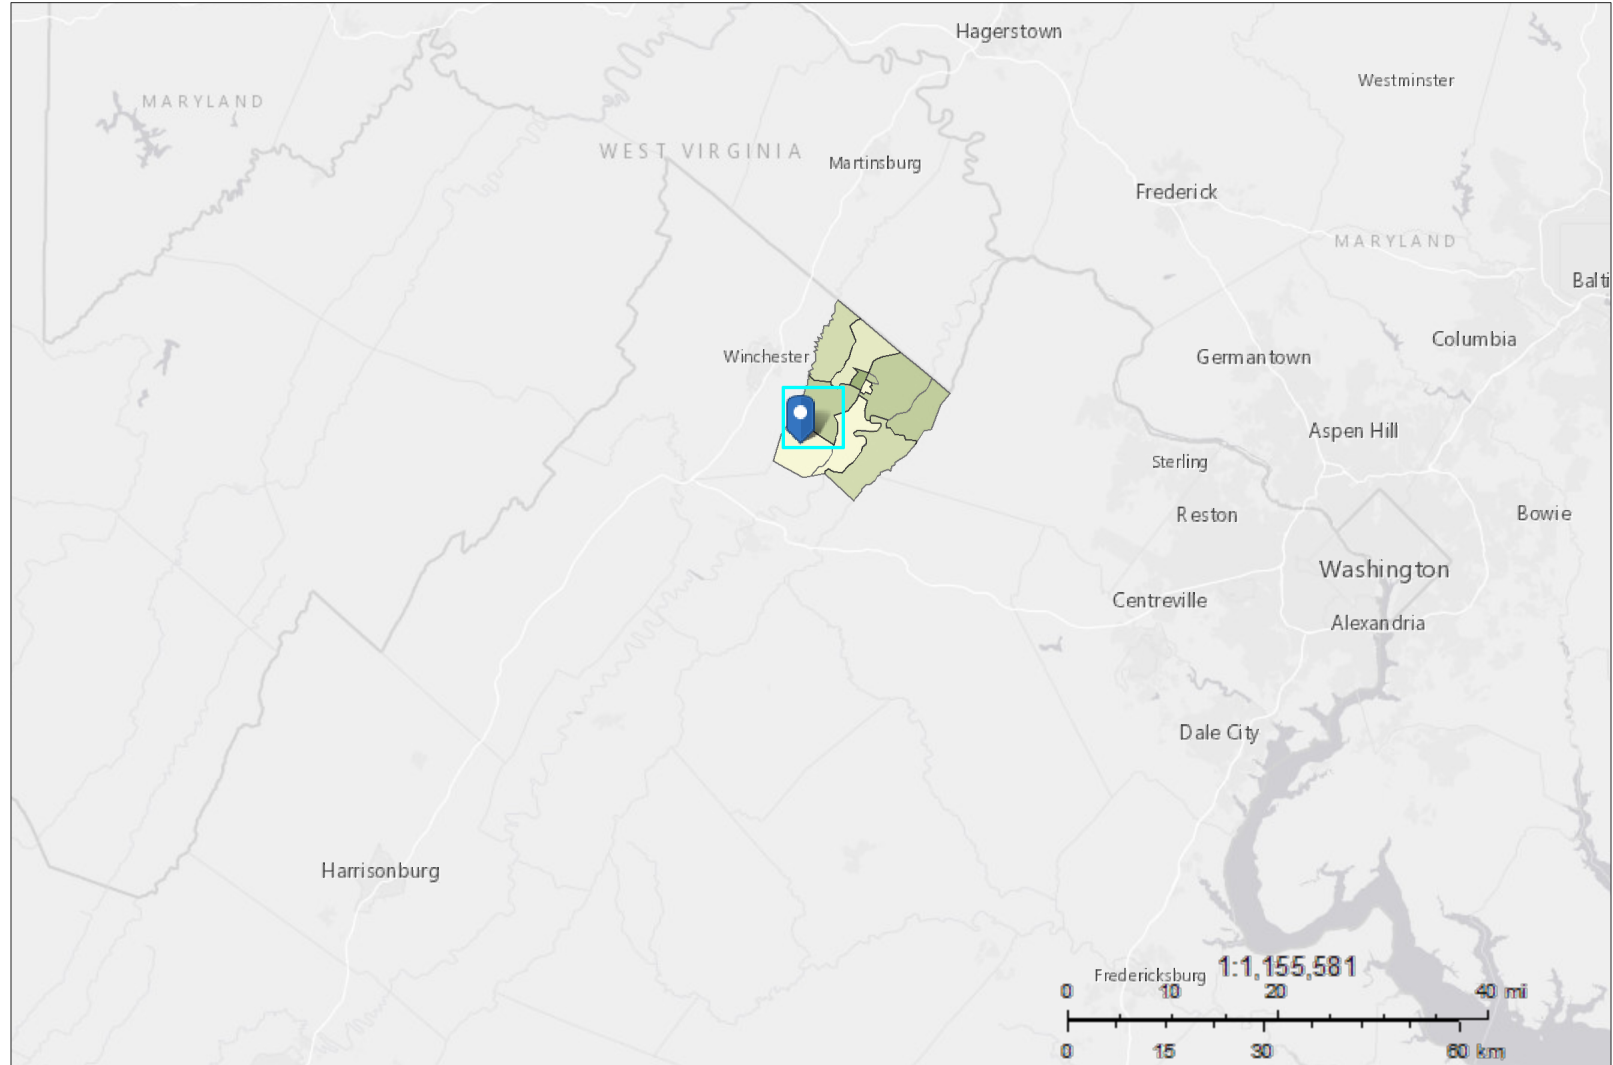 Hagerstown
Westminster
MARYLAND
WEST VIRGINIA
Martinsburg
Frederick
MARYLAND
Balti
Columbia
Winchester
Germantown
Aspen Hill
Sterling
Reston
Bowie
Washington
Centreville
Alexandria
Dale City
Harrisonburg
Fredericksburg
1:1,155,581
0 10 20 40 mi
0 15 30 60 km